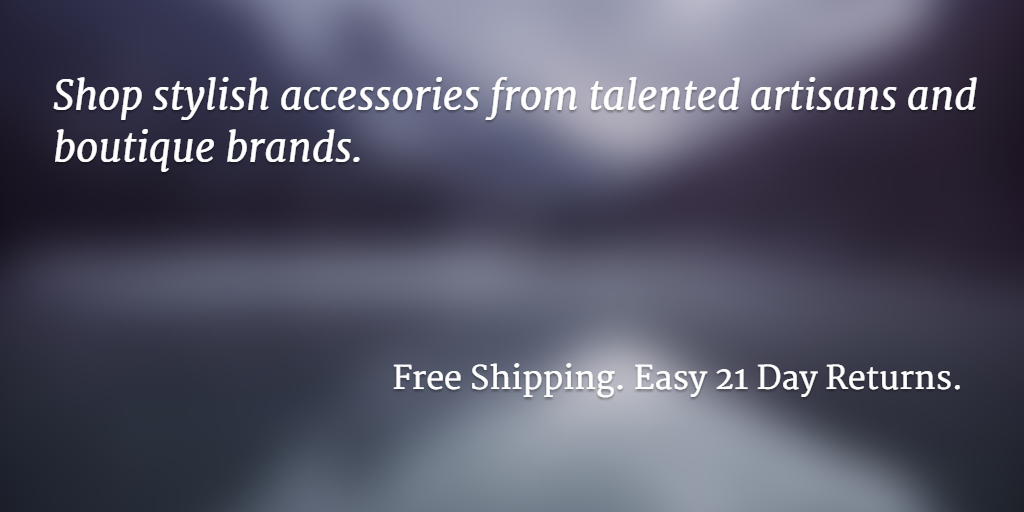 Shop stylish accessories from talented artisans and
boutique brands.
Free Shipping. Easy 21 Day Returns.